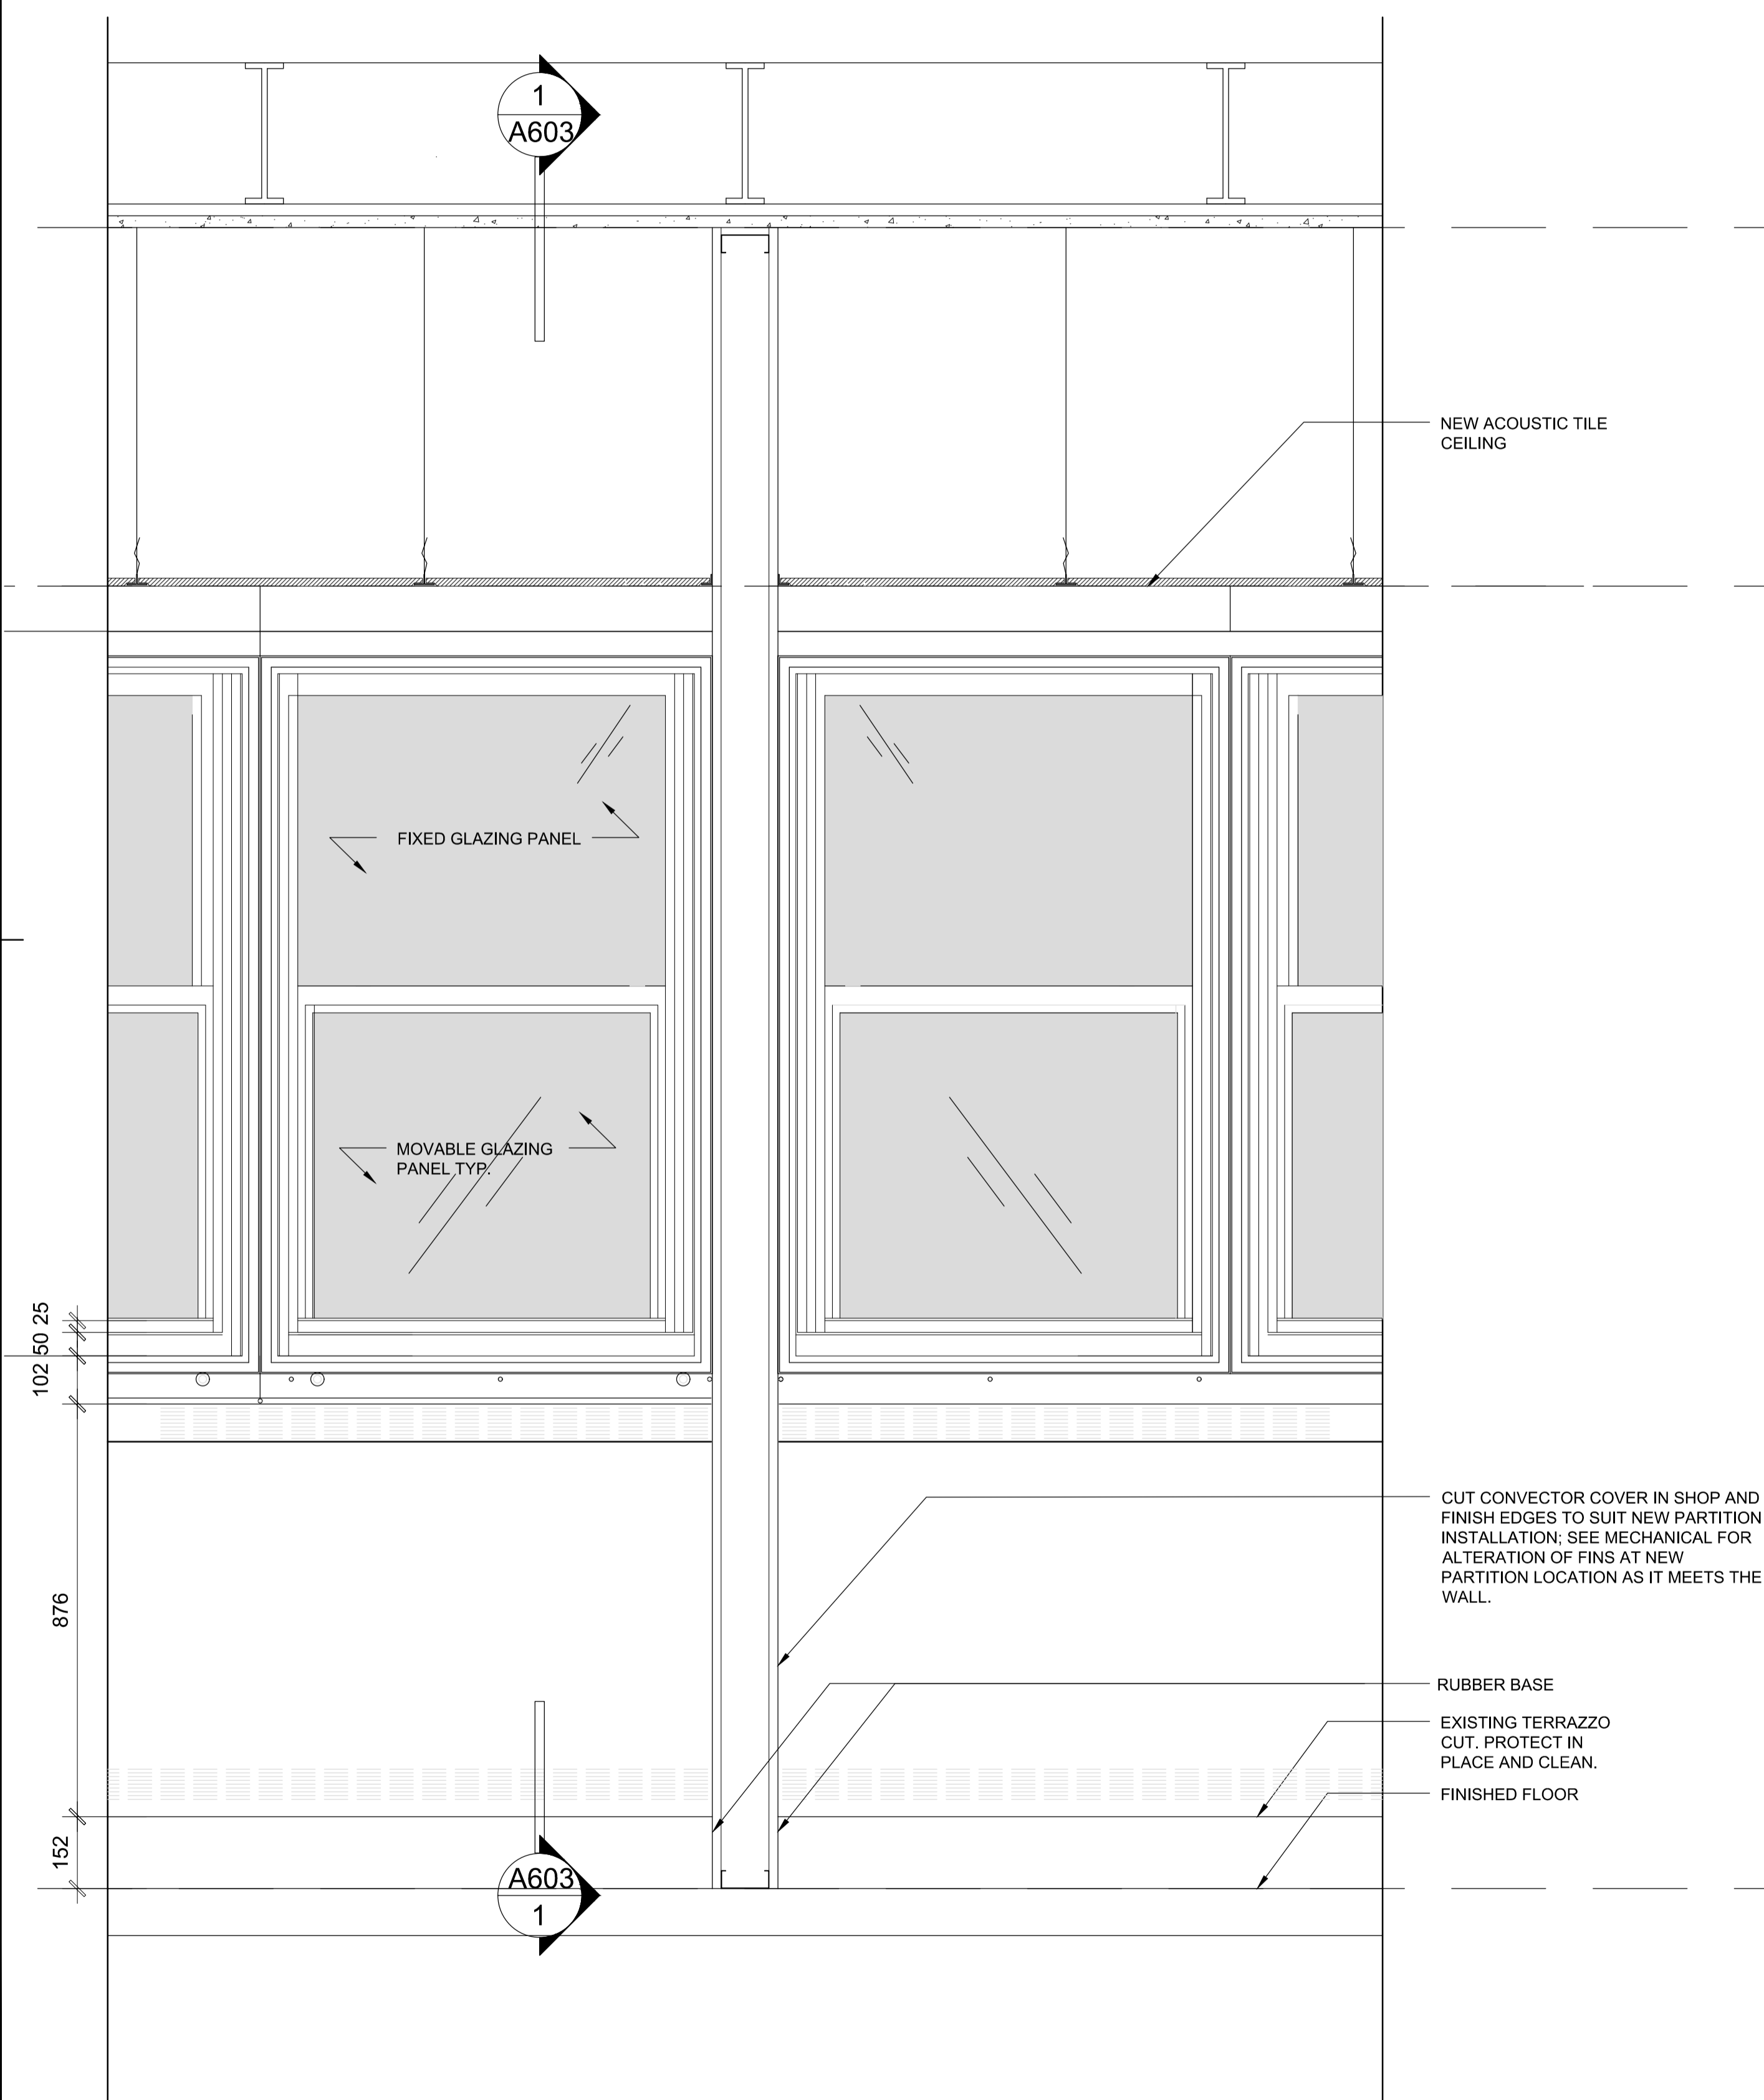 1
A603
NEW ACOUSTIC TILE
CEILING
FIXED GLAZING PANEL
MOVABLE GLAZING
PANEL TYP.
25
50
102
876
152
CUT CONVECTOR COVER IN SHOP AND
FINISH EDGES TO SUIT NEW PARTITION
INSTALLATION; SEE MECHANICAL FOR
ALTERATION OF FINS AT NEW
PARTITION LOCATION AS IT MEETS THE
WALL.
RUBBER BASE
EXISTING TERRAZZO
CUT. PROTECT IN
PLACE AND CLEAN.
FINISHED FLOOR
A603
1